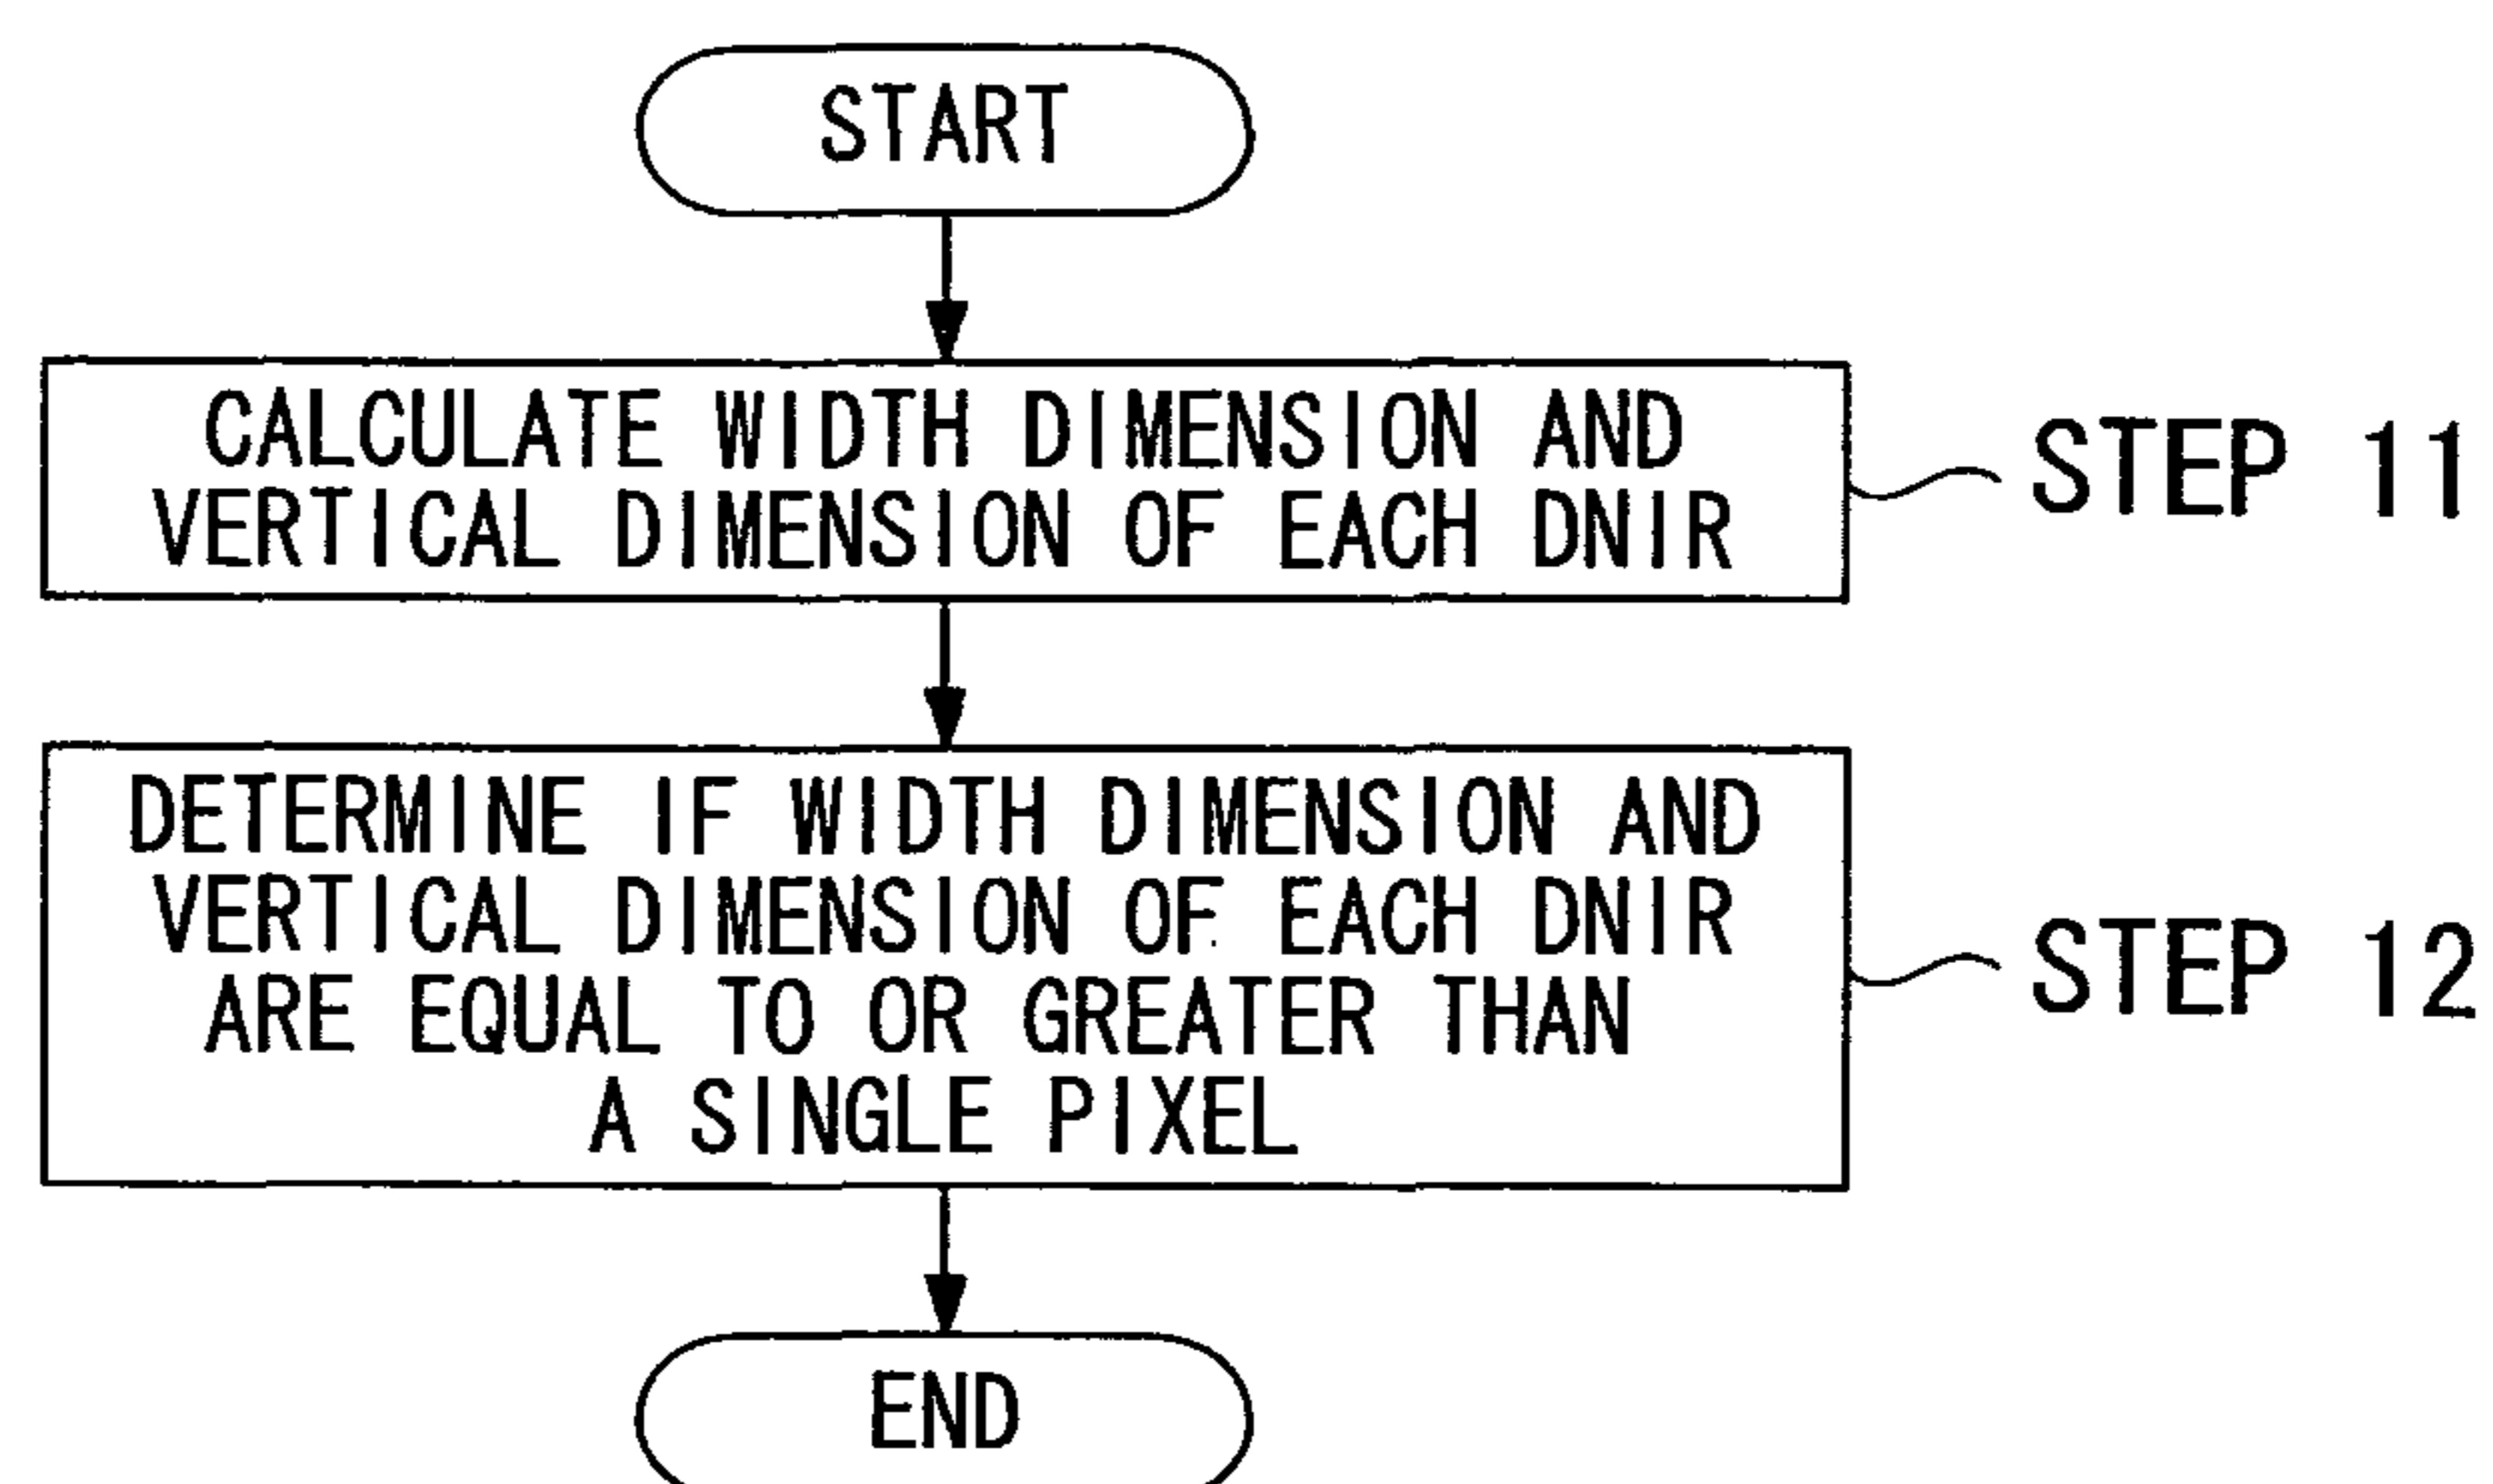 START
CALCULATE WIDTH DIMENSION AND
VERTICAL DIMENSION OF EACH DNIR
STEP 11
DETERMINE IF WIDTH DIMENSION AND
VERTICAL DIMENSION OF EACH DNIR
ARE EQUAL TO OR GREATER THAN
A SINGLE PIXEL
STEP 12
END